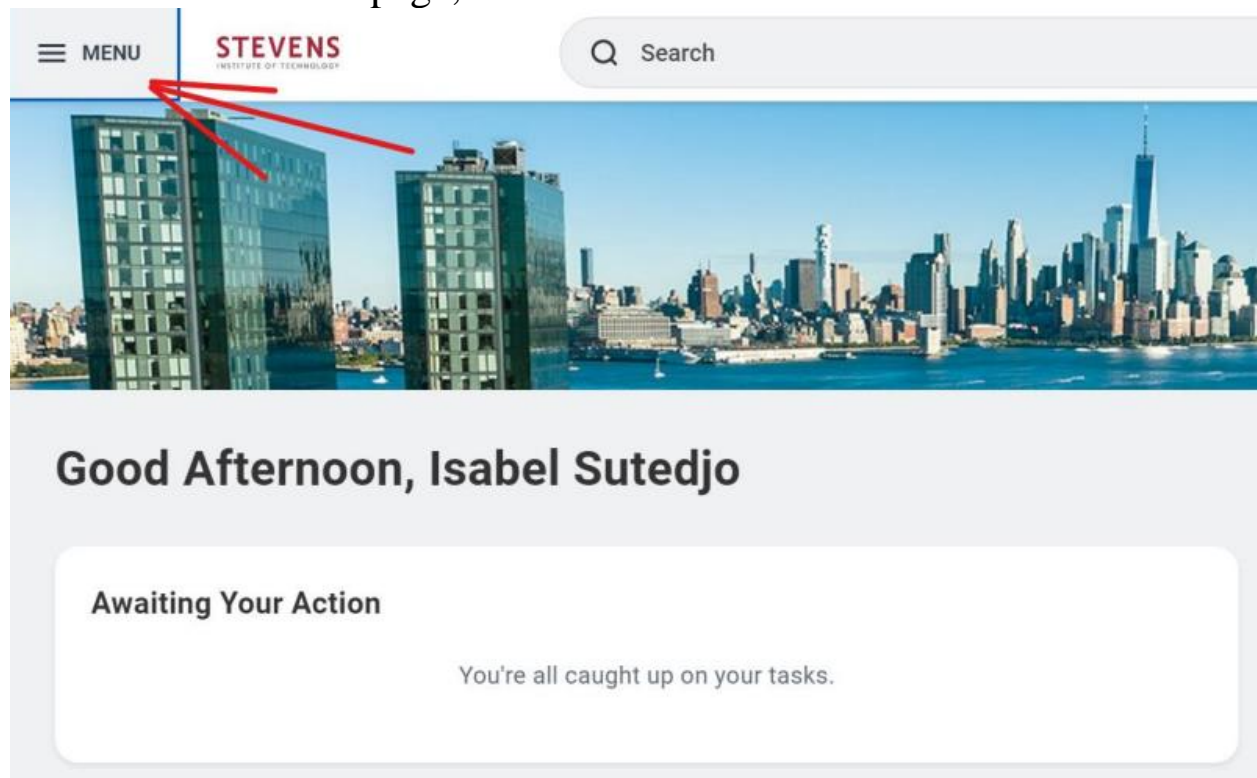 page,
MENU
STEVENS
INSTITUTE OF TECHNOLOGY
Search
Good Afternoon, Isabel Sutedjo
Awaiting Your Action
You're all caught up on your tasks.